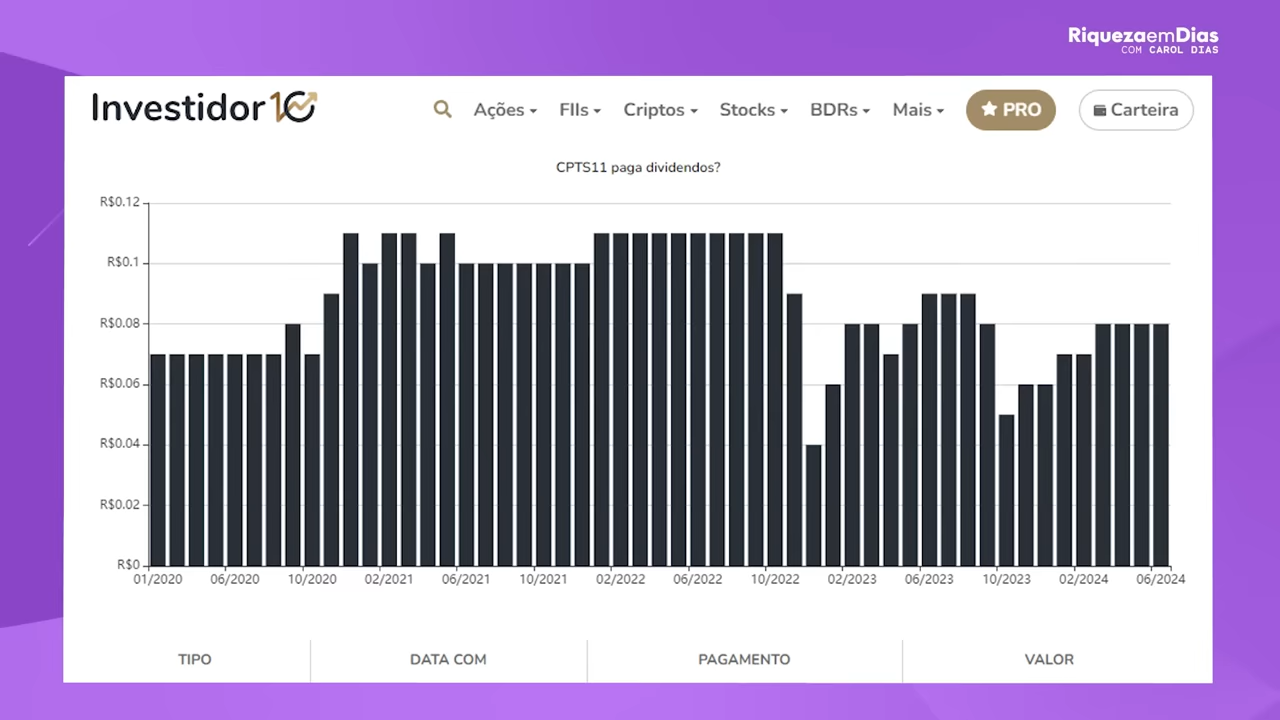 RiquezaemDias
COM CAROL DIAS
Investidor10
Ações
FIIs
Criptos
Stocks
BDRs
Mais
PRO
Carteira
CPTS11 paga dividendos?
R$0.12
R$0.1
R$0.08
R$0.06
R$0.04
R$0.02
R$0
01/2020 06/2020 10/2020 02/2021 06/2021 10/2021 02/2022 06/2022 10/2022 02/2023 06/2023 10/2023 02/2024 06/2024
TIPO DATA COM PAGAMENTO VALOR